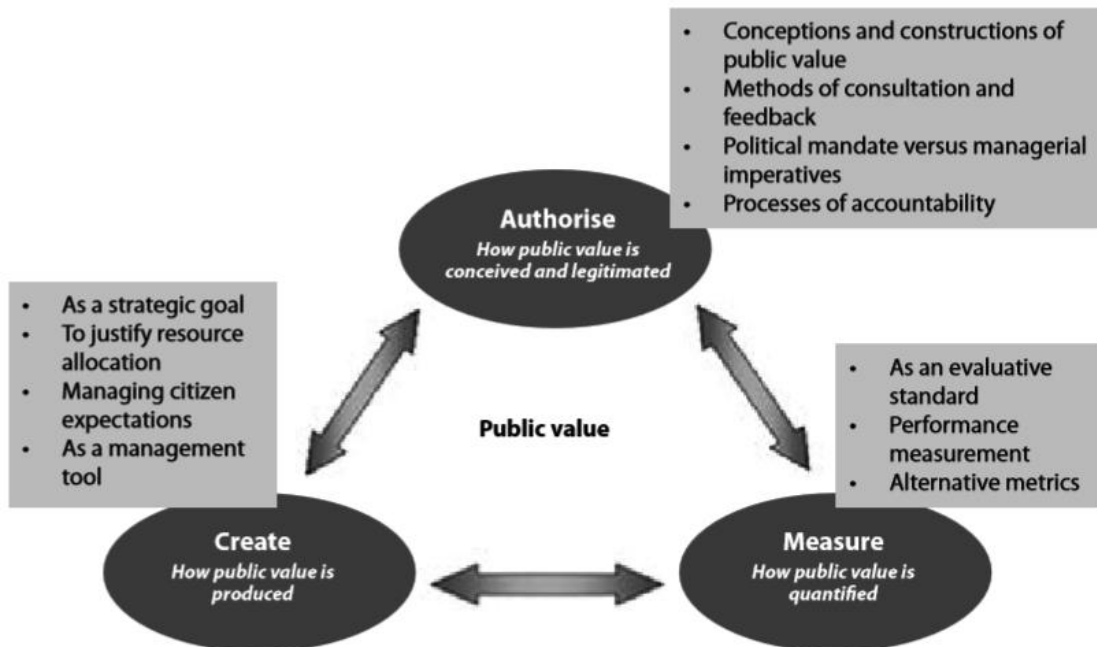 • Conceptions and constructions of
public value
• Methods of consultation and
feedback
• Political mandate versus managerial
imperatives
• Processes of accountability
Authorise
How public value is
conceived and legitimated
• As a strategic goal
• To justify resource
allocation
• Managing citizen
expectations
• As a management
tool
• As an evaluative
standard
• Performance
measurement
• Alternative metrics
Public value
Create
How public value is
produced
Measure
How public value is
quantified